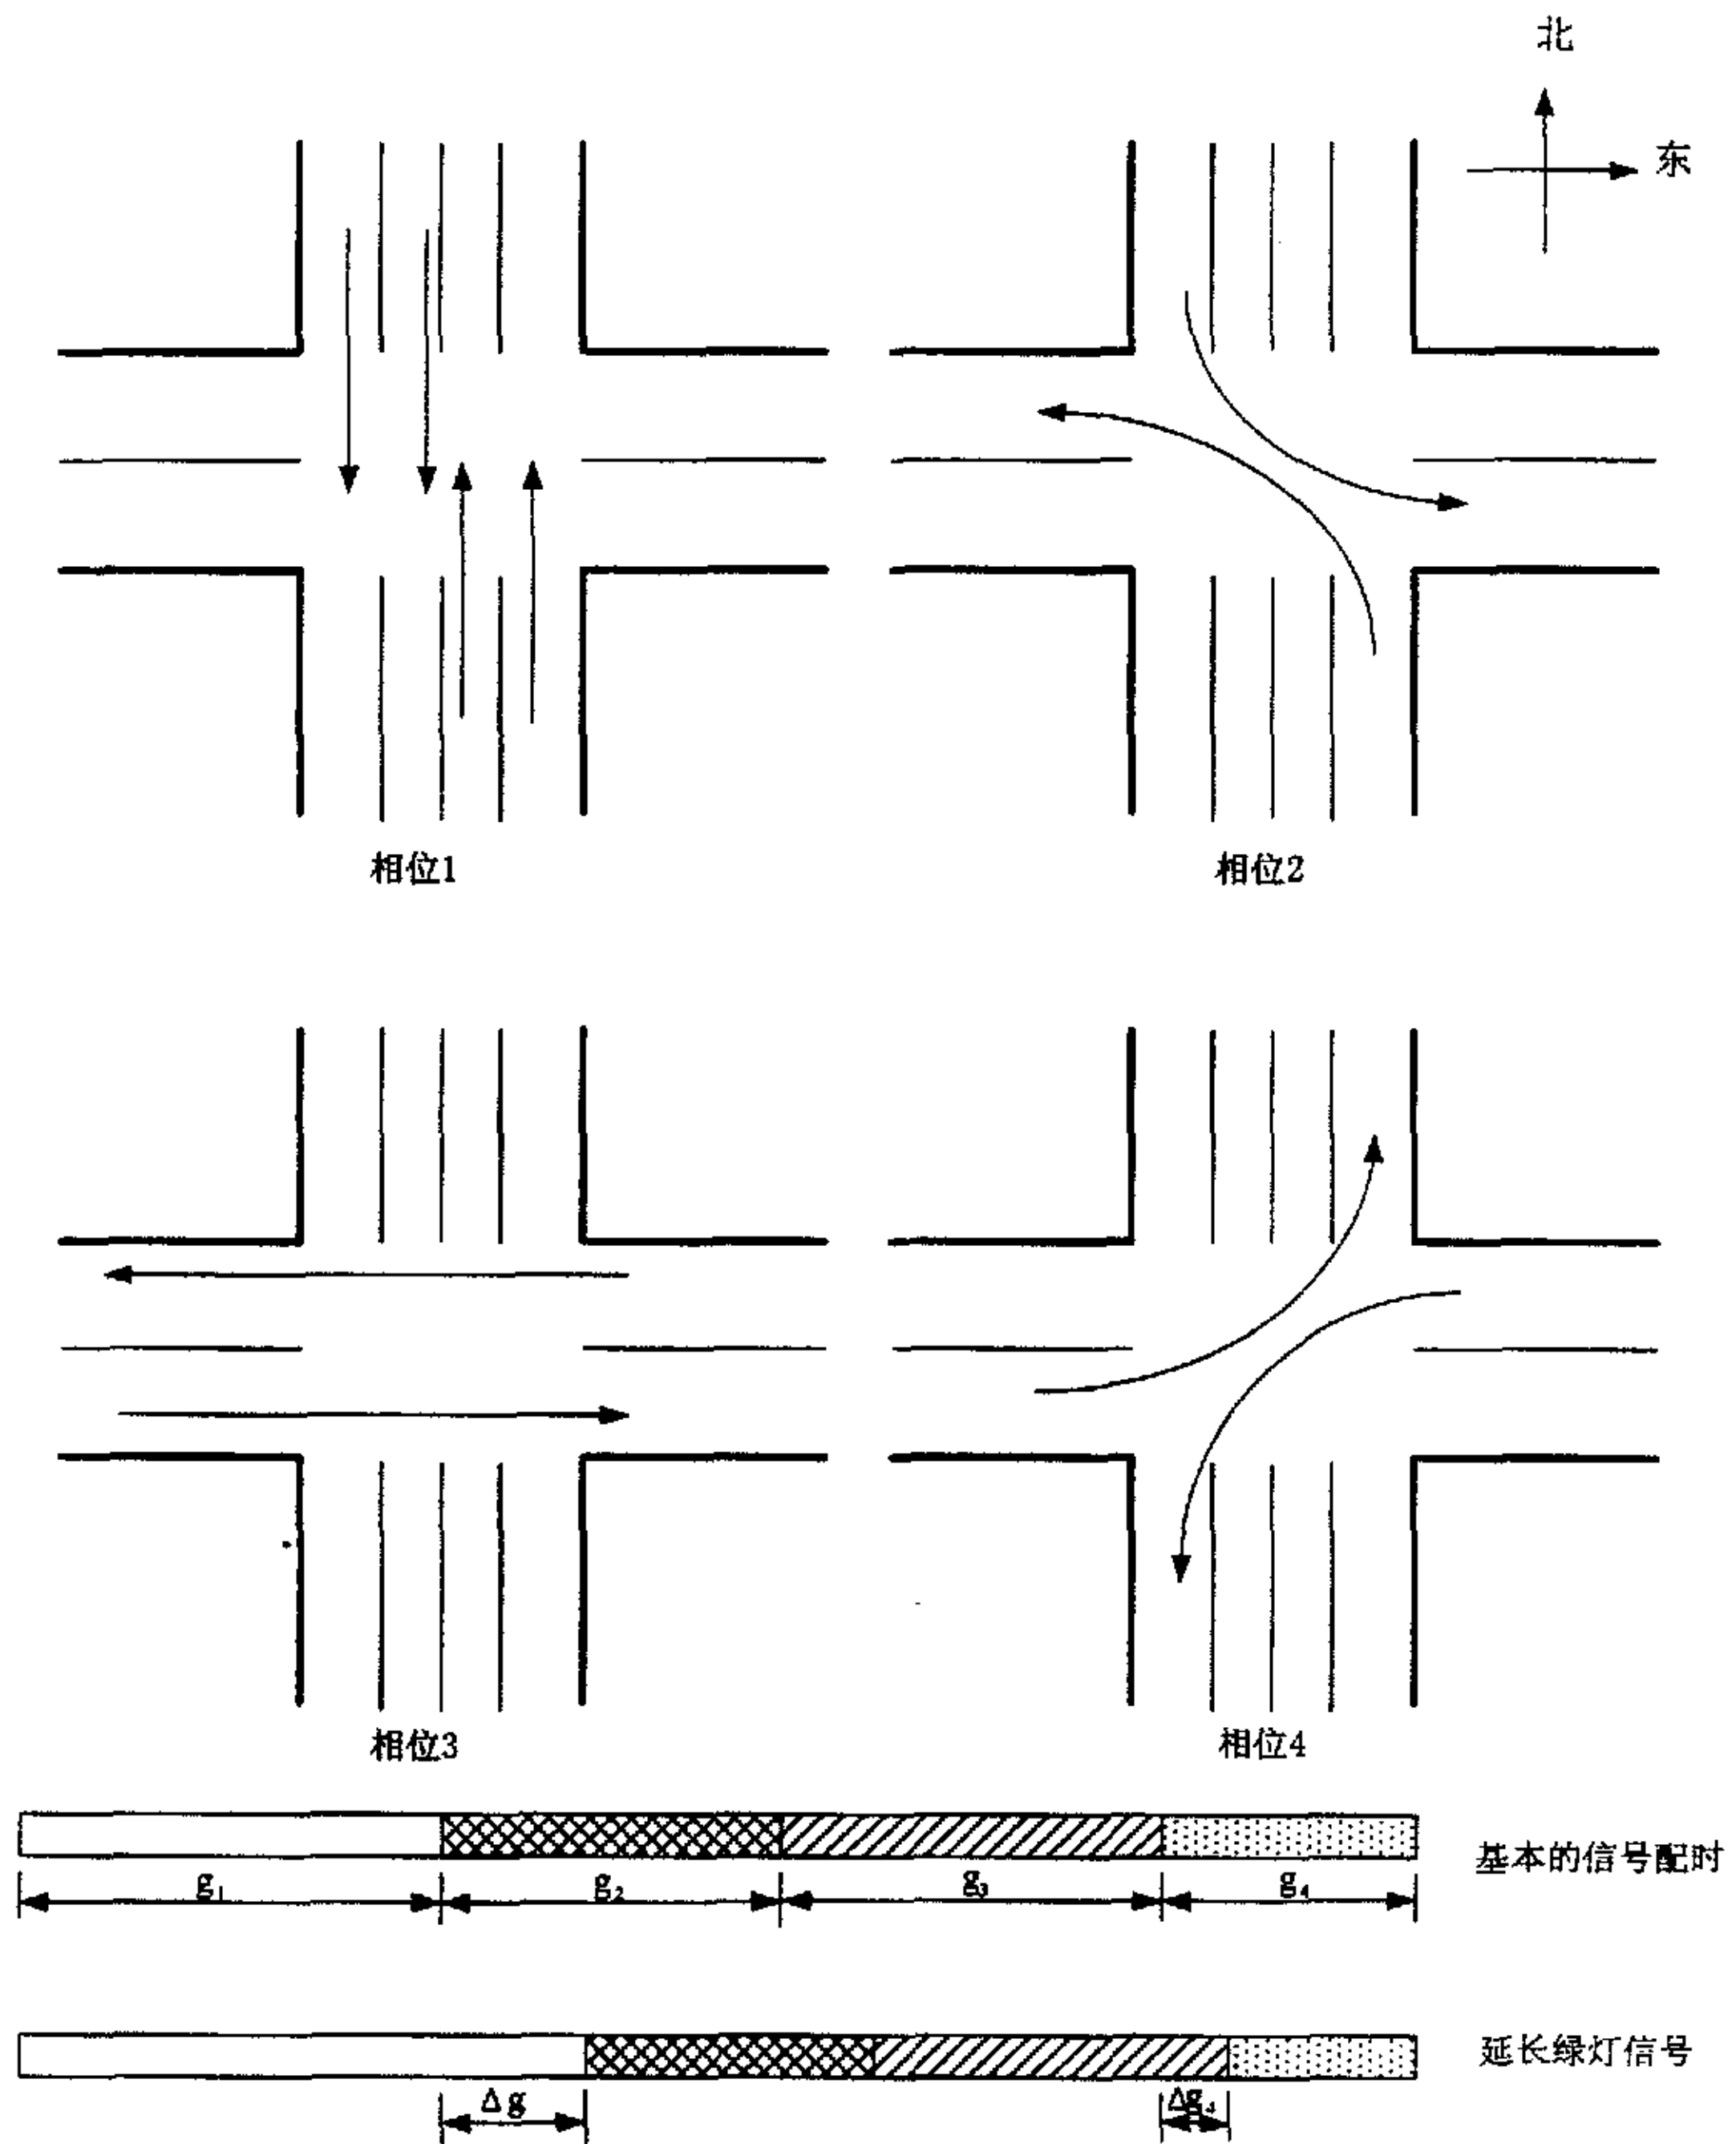 北
东
相位1
相位2
相位3
相位4
基本的信号配时
g₁
g₂
g₃
g₄
延长绿灯信号
Δg
Δg₄